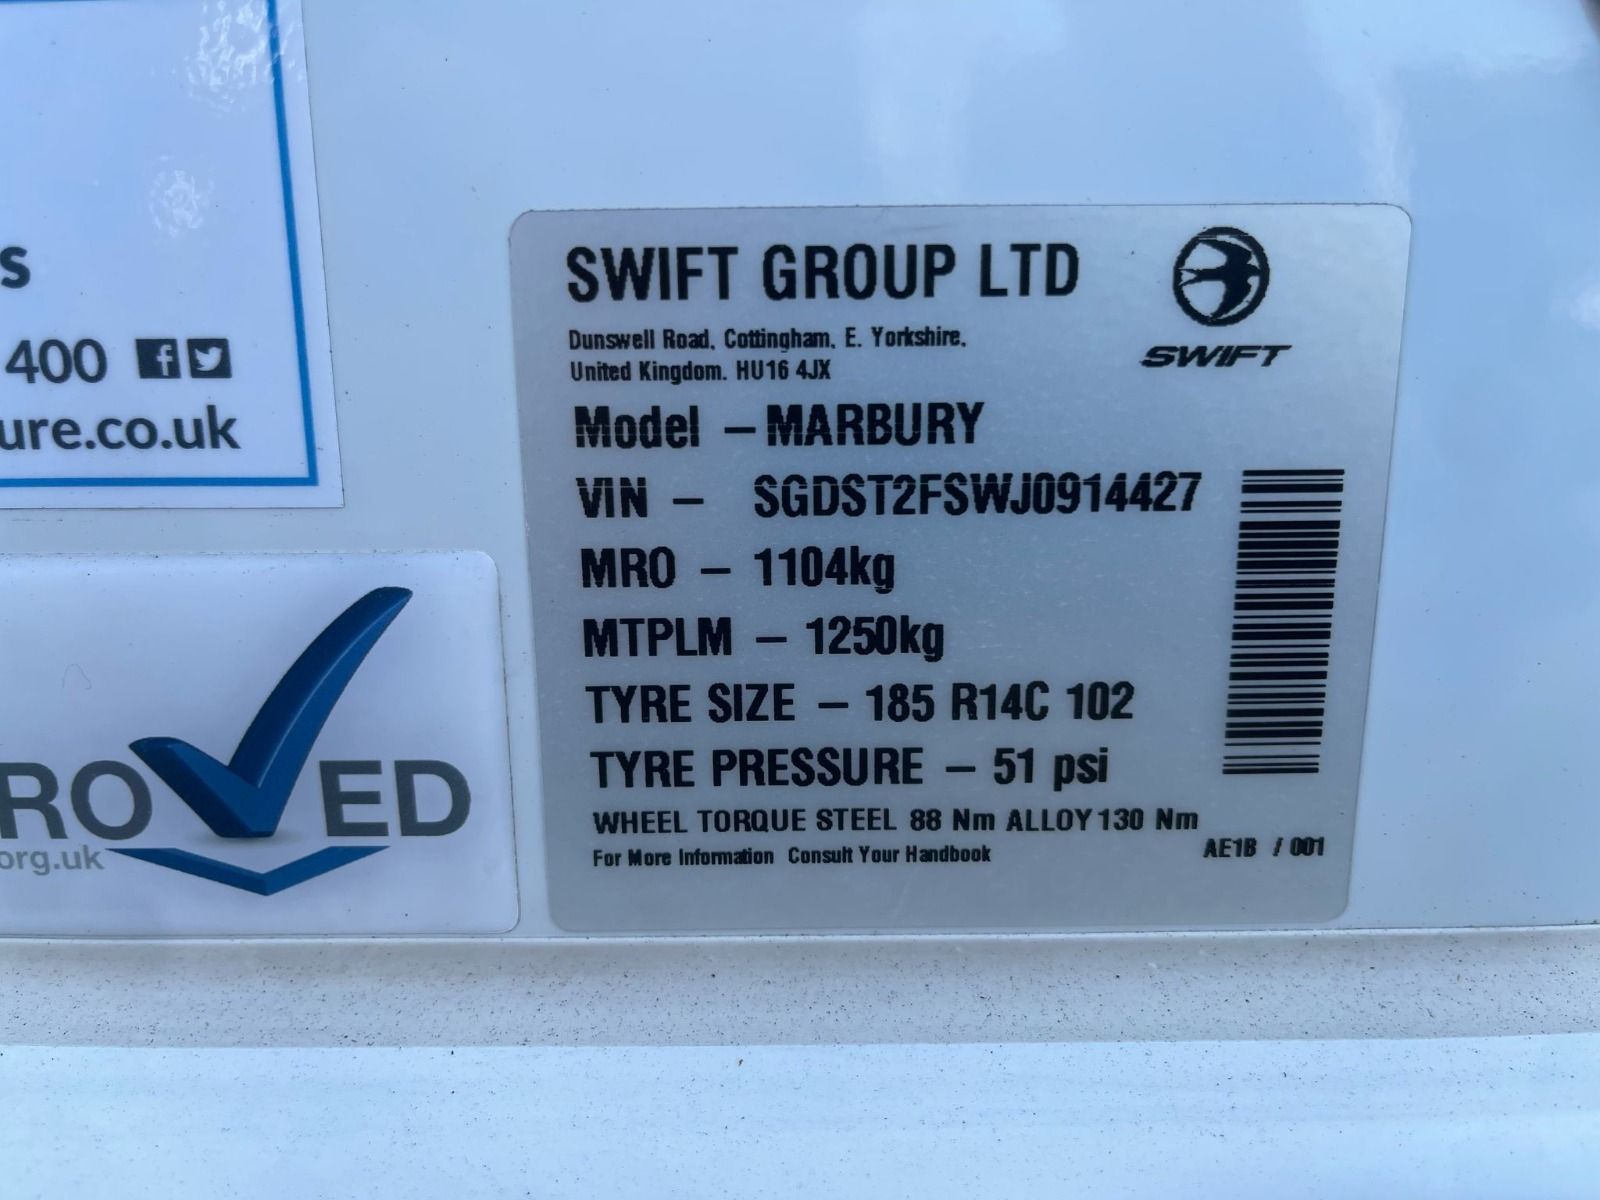 s
400
ure.co.uk
ROVED
org.uk
SWIFT GROUP LTD
Dunswell Road, Cottingham, E. Yorkshire,
United Kingdom. HU16 4JX
SWIFT
Model – MARBURY
VIN – SGDST2FSWJ0914427
MRO – 1104kg
MTPLM – 1250kg
TYRE SIZE – 185 R14C 102
TYRE PRESSURE – 51 psi
WHEEL TORQUE STEEL 88 Nm ALLOY 130 Nm
For More Information Consult Your Handbook
AE1B / 001